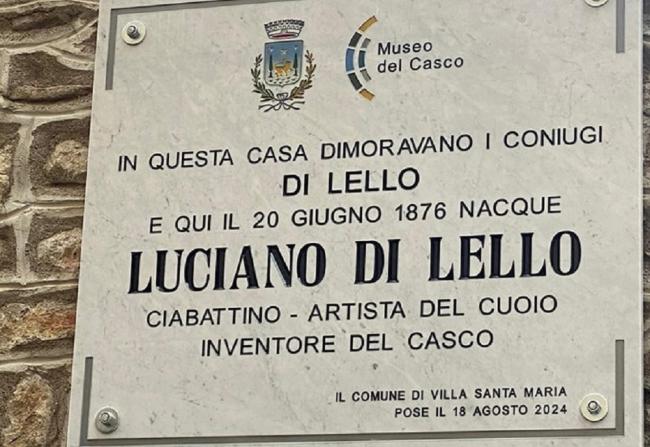 Museo
del Casco
IN QUESTA CASA DIMORAVANO I CONIUGI
DI LELLO
E QUI IL 20 GIUGNO 1876 NACQUE
LUCIANO DI LELLO
CIABATTINO - ARTISTA DEL CUOIO
INVENTORE DEL CASCO
IL COMUNE DI VILLA SANTA MARIA
POSE IL 18 AGOSTO 2024